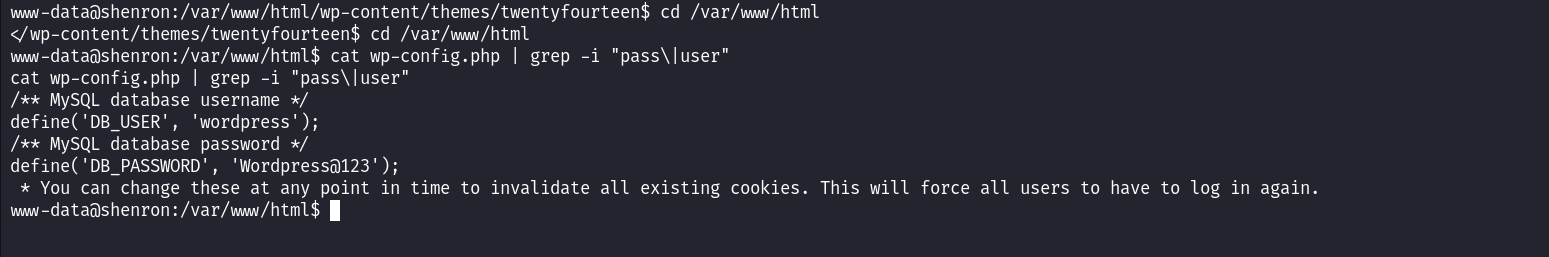 www-data@shenron:/var/www/html/wp-content/themes/twentyfourteen$ cd /var/www/html
</wp-content/themes/twentyfourteen$ cd /var/www/html
www-data@shenron:/var/www/html$ cat wp-config.php | grep -i "pass\|user"
cat wp-config.php | grep -i "pass\|user"
/** MySQL database username */
define('DB_USER', 'wordpress');
/** MySQL database password */
define('DB_PASSWORD', 'Wordpress@123');
 * You can change these at any point in time to invalidate all existing cookies. This will force all users to have to log in again.
www-data@shenron:/var/www/html$